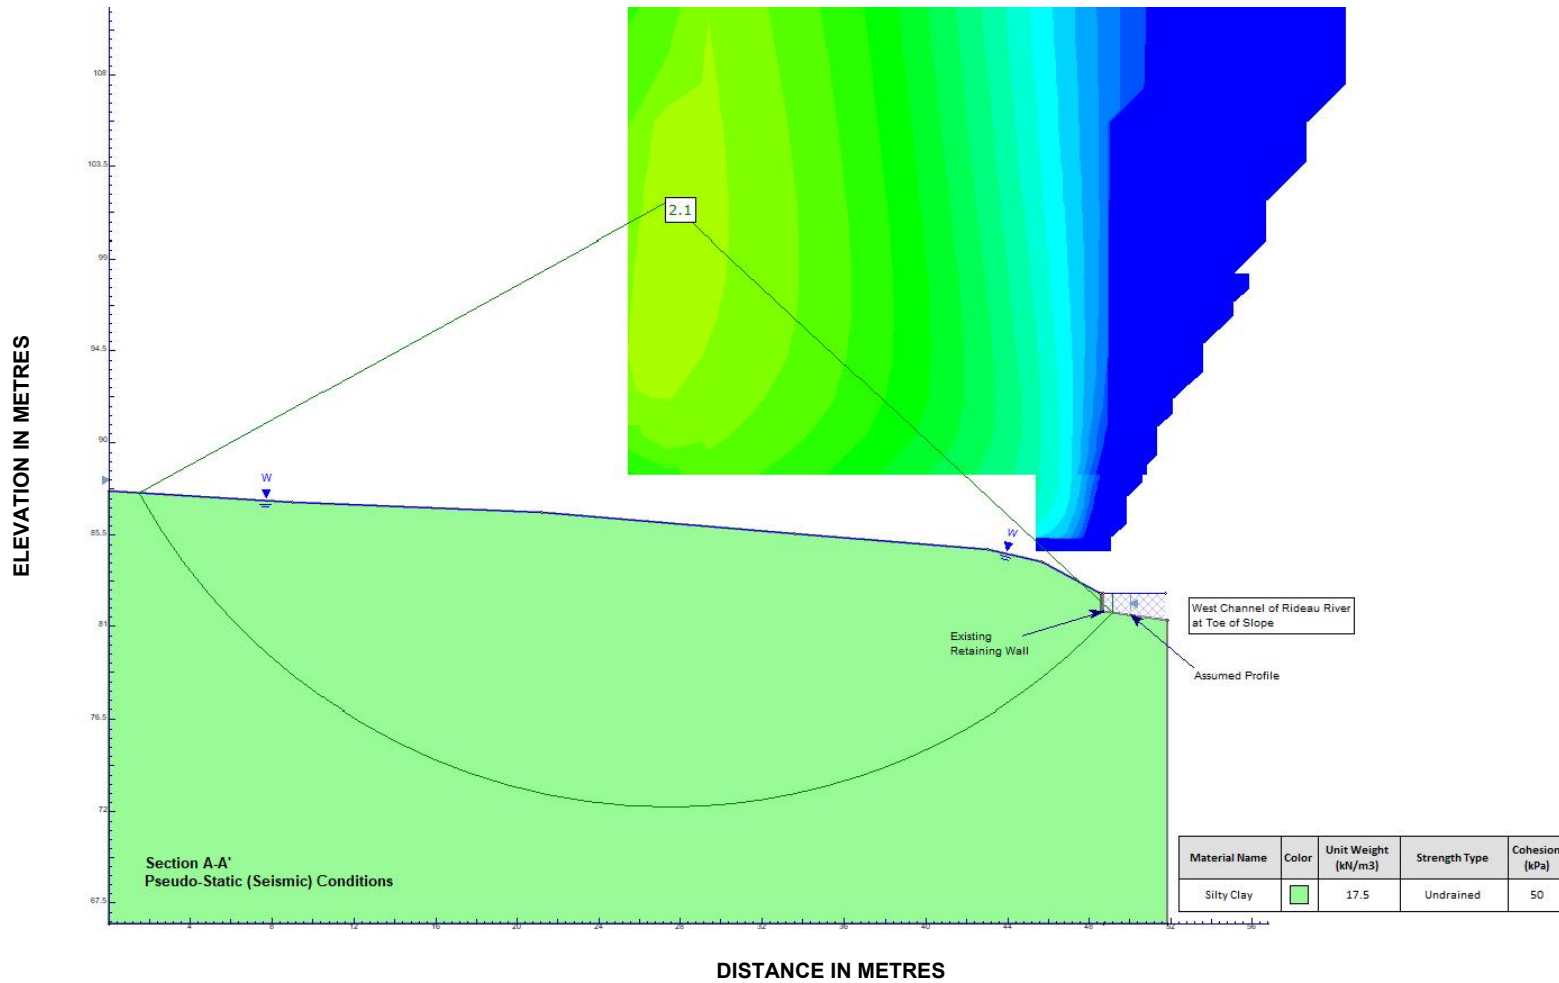 108
103.5
99
94.5
90
85.5
81
76.5
72
67.5
ELEVATION IN METRES
2.1
W
W
West Channel of Rideau River
at Toe of Slope
Existing
Retaining Wall
Assumed Profile
Section A-A'
Pseudo-Static (Seismic) Conditions
Material Name Color Unit Weight (kN/m3) Strength Type Cohesion (kPa)
Silty Clay 17.5 Undrained 50
4 8 12 16 20 24 28 32 36 40 44 48 52 56
DISTANCE IN METRES